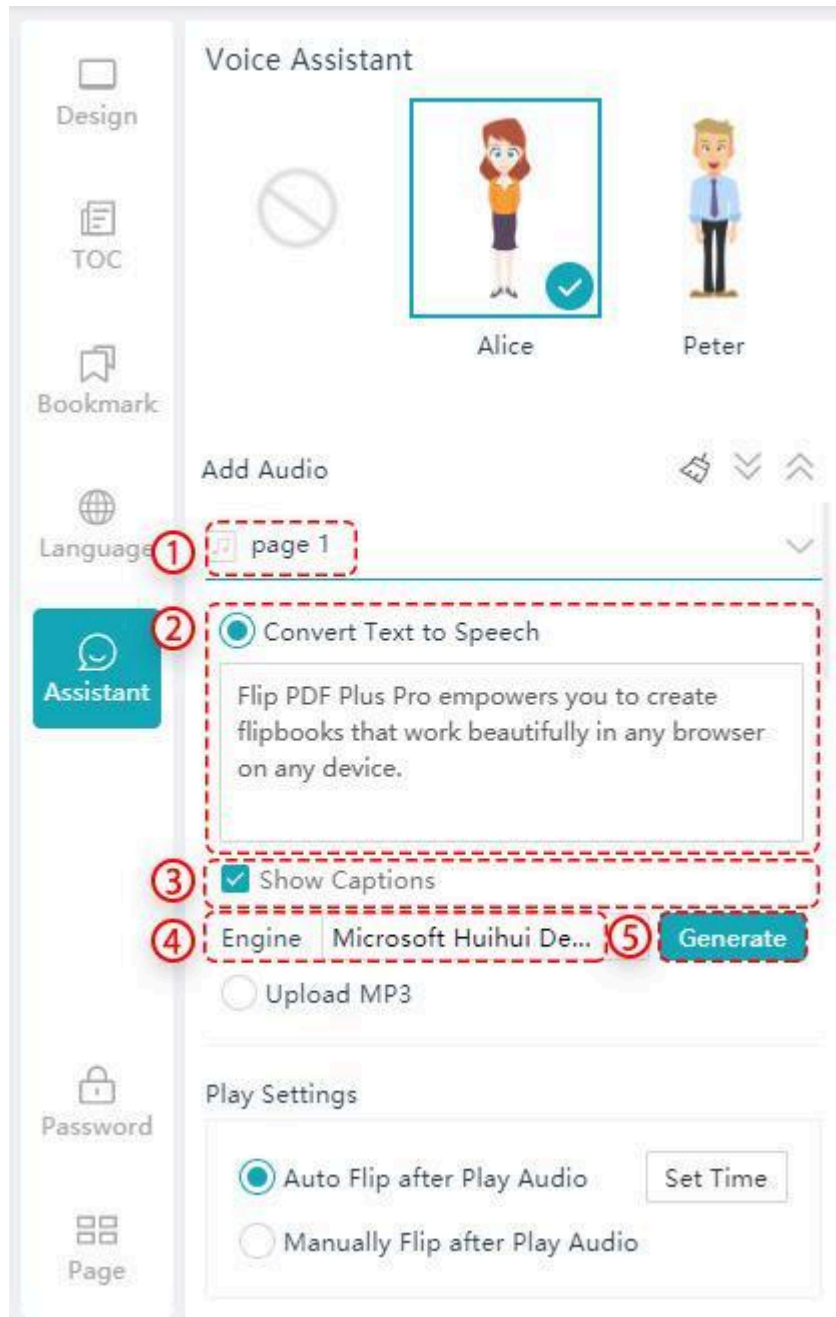 Voice Assistant
Design
TOC
Alice
Peter
Bookmark
Add Audio
Language
① page 1
② Convert Text to Speech
Assistant
Flip PDF Plus Pro empowers you to create
flipbooks that work beautifully in any browser
on any device.
③ Show Captions
④ Engine Microsoft Huihui De... ⑤ Generate
Upload MP3
Play Settings
Password
Auto Flip after Play Audio Set Time
Manually Flip after Play Audio
Page